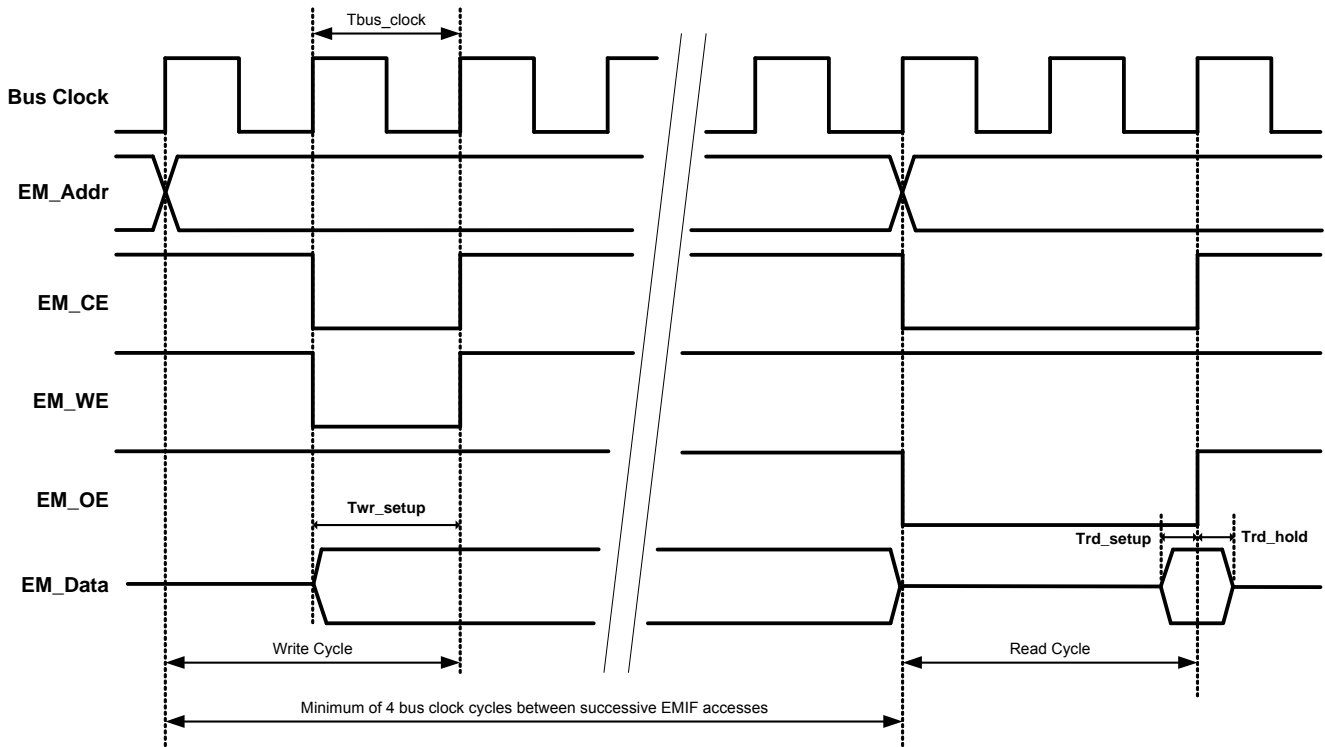 Tbus_clock
Bus Clock
EM_Addr
EM_CE
EM_WE
EM_OE
Twr_setup
Trd_setup
Trd_hold
EM_Data
Write Cycle
Read Cycle
Minimum of 4 bus clock cycles between successive EMIF accesses